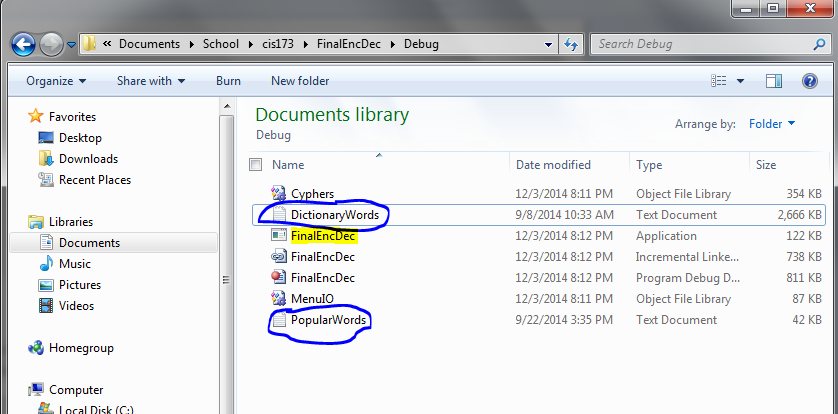 « Documents ▸ School ▸ cis173 ▸ FinalEncDec ▸ Debug
Search Debug
Organize Share with Burn New folder
Favorites
Desktop
Downloads
Recent Places
Libraries
Documents
Music
Pictures
Videos
Homegroup
Computer
Local Disk (C:)
Documents library
Debug
Arrange by: Folder
Name Date modified Type Size
Cyphers 12/3/2014 8:11 PM Object File Library 354 KB
DictionaryWords 9/8/2014 10:33 AM Text Document 2,666 KB
FinalEncDec 12/3/2014 8:12 PM Application 122 KB
FinalEncDec 12/3/2014 8:12 PM Incremental Linke... 738 KB
FinalEncDec 12/3/2014 8:12 PM Program Debug D... 811 KB
MenuIO 12/3/2014 8:11 PM Object File Library 87 KB
PopularWords 9/22/2014 3:35 PM Text Document 42 KB